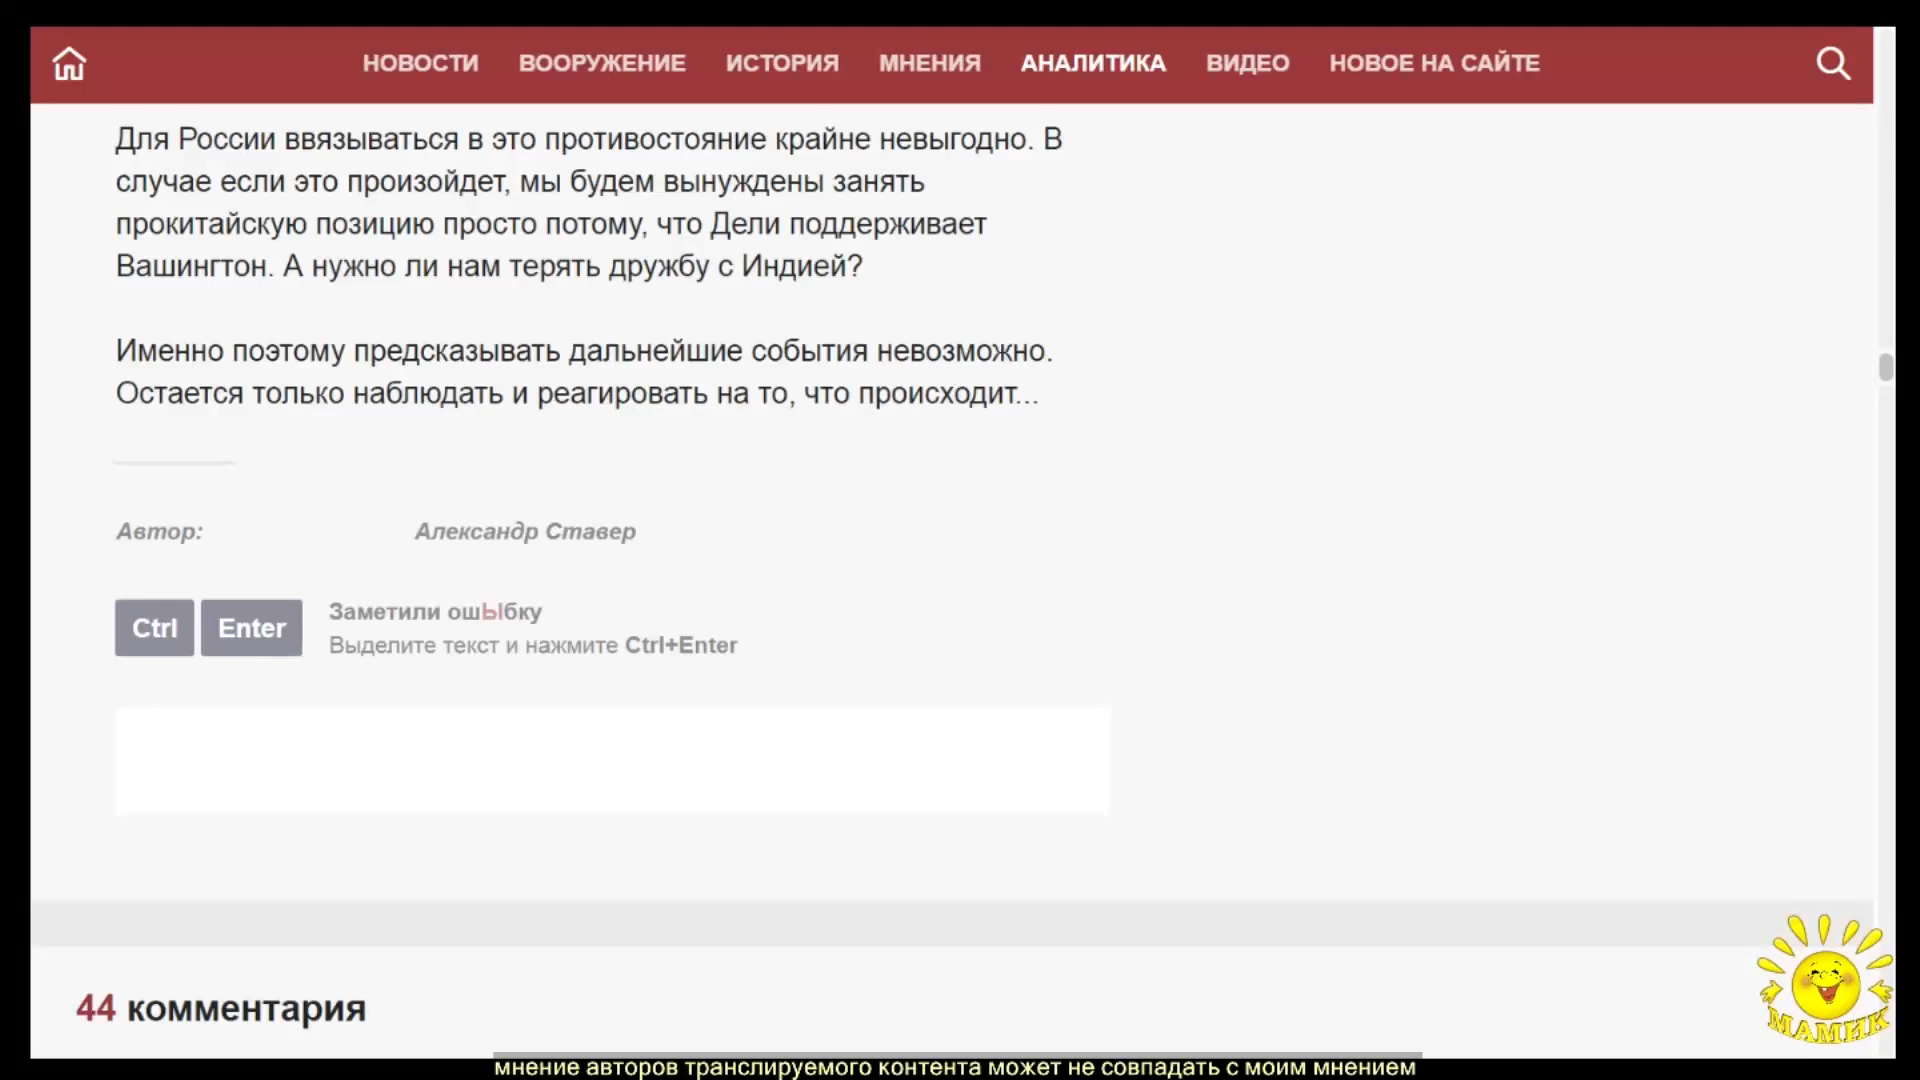 НОВОСТИ ВООРУЖЕНИЕ ИСТОРИЯ МНЕНИЯ АНАЛИТИКА ВИДЕО НОВОЕ НА САЙТЕ
Для России ввязываться в это противостояние крайне невыгодно. В
случае если это произойдет, мы будем вынуждены занять
прокитайскую позицию просто потому, что Дели поддерживает
Вашингтон. А нужно ли нам терять дружбу с Индией?
Именно поэтому предсказывать дальнейшие события невозможно.
Остается только наблюдать и реагировать на то, что происходит...
Автор: Александр Ставер
Ctrl Enter
Заметили ошЫбку
Выделите текст и нажмите Ctrl+Enter
44 комментария
МАМИК
мнение авторов транслируемого контента может не совпадать с моим мнением